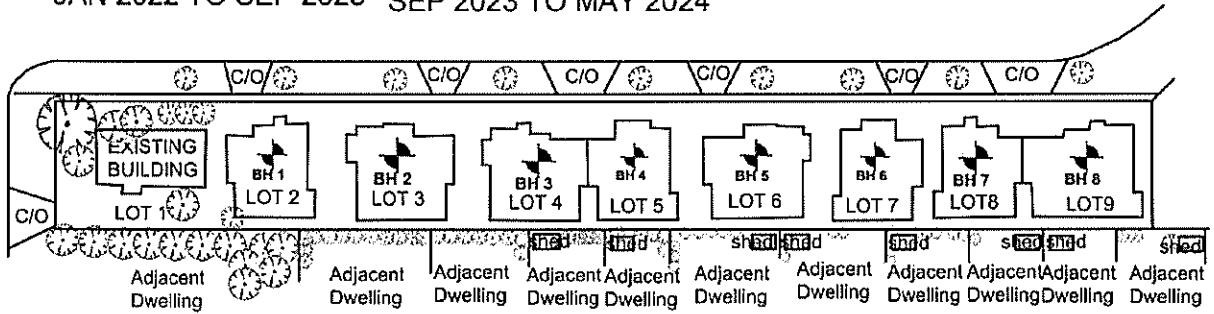 JAN 2022 TO SEP 2023 SEP 2023 TO MAY 2024
C/O C/O C/O C/O C/O C/O
EXISTING
BUILDING
LOT 1
BH 1
LOT 2
BH 2
LOT 3
BH 3
LOT 4
BH 4
LOT 5
BH 5
LOT 6
BH 6
LOT 7
BH 7
LOT8
BH 8
LOT9
C/O
shed shed shed shed shed shed shed shed
Adjacent
Dwelling
Adjacent
Dwelling
Adjacent
Dwelling
Adjacent
Dwelling
Adjacent
Dwelling
Adjacent
Dwelling
Adjacent
Dwelling
Adjacent
Dwelling
Adjacent
Dwelling
Adjacent
Dwelling
Adjacent
Dwelling